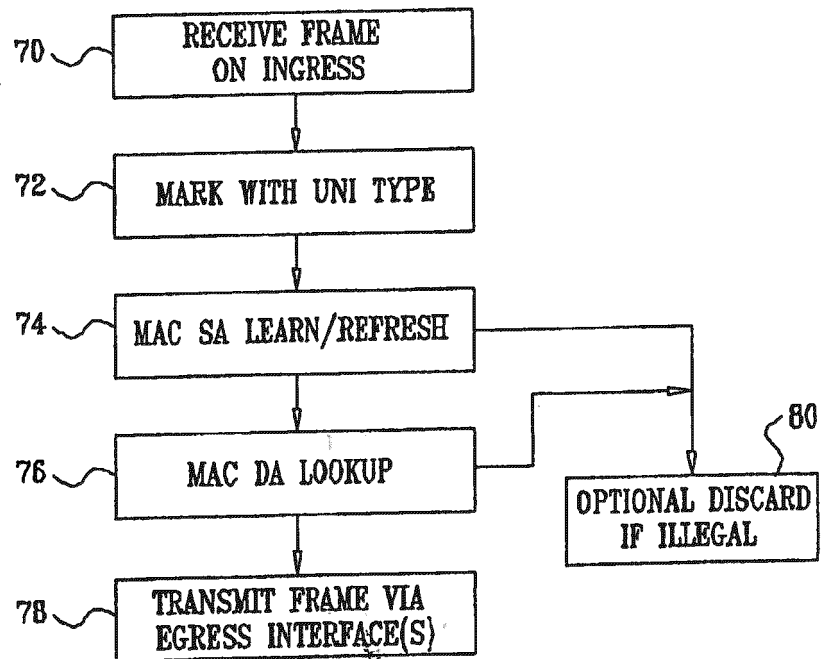 70
RECEIVE FRAME
ON INGRESS
72
MARK WITH UNI TYPE
74
MAC SA LEARN/REFRESH
76
MAC DA LOOKUP
80
OPTIONAL DISCARD
IF ILLEGAL
78
TRANSMIT FRAME VIA
EGRESS INTERFACE(S)